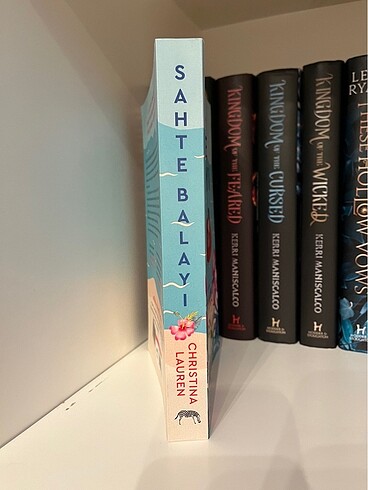 SAHTE BALAYI
CHRISTINA
LAUREN
KINGDOM OF THE FEARED
KERRI MANISCALCO
KINGDOM OF THE CURSED
KERRI MANISCALCO
KINGDOM OF THE WICKED
KERRI MANISCALCO
THESE HOLLOW VOWS